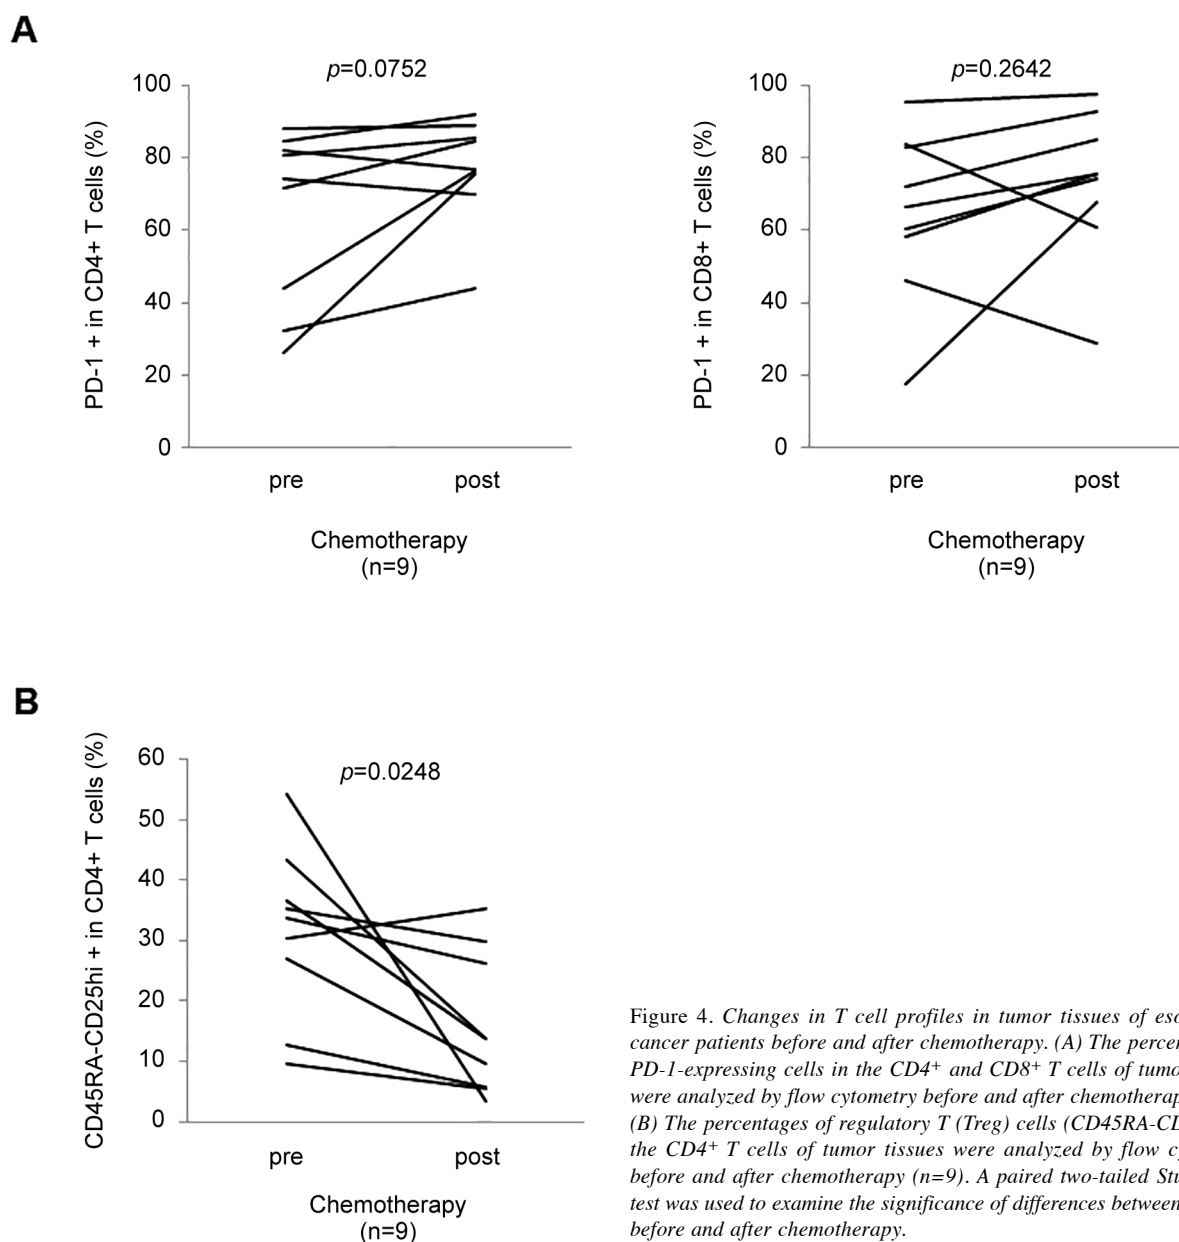 A
p=0.0752
PD-1 + in CD4+ T cells (%)
100
80
60
40
20
0
pre post
Chemotherapy
(n=9)
p=0.2642
PD-1 + in CD8+ T cells (%)
100
80
60
40
20
0
pre post
Chemotherapy
(n=9)
B
p=0.0248
CD45RA-CD25hi + in CD4+ T cells (%)
60
50
40
30
20
10
0
pre post
Chemotherapy
(n=9)
Figure 4. Changes in T cell profiles in tumor tissues of
cancer patients before and after chemotherapy. (A) The
PD-1-expressing cells in the CD4+ and CD8+ T cells of
were analyzed by flow cytometry before and after
(B) The percentages of regulatory T (Treg) cells
the CD4+ T cells of tumor tissues were analyzed by flow
before and after chemotherapy (n=9). A paired two-tailed
test was used to examine the significance of differences between
before and after chemotherapy.